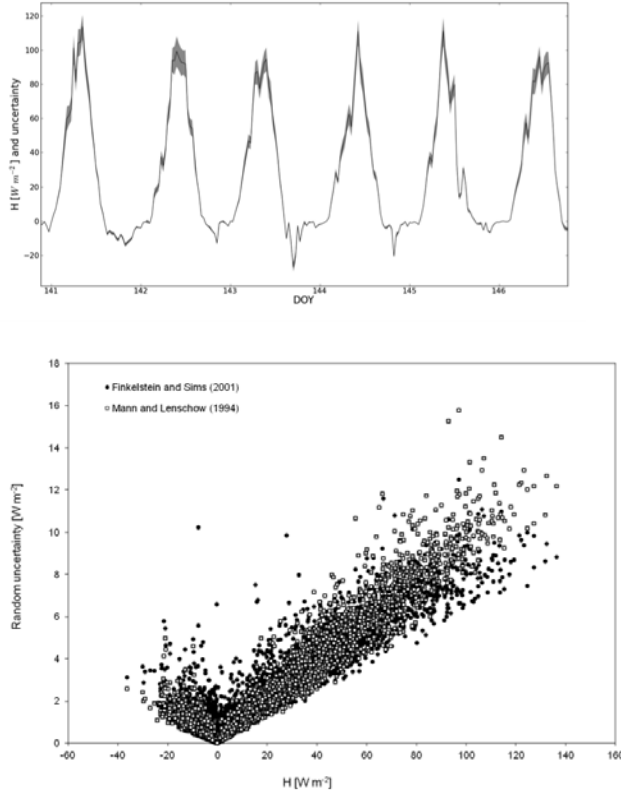 120
100
80
60
40
20
0
−20
H [W m⁻²] and uncertainty
141 142 143 144 145 146
DOY
18
16
14
12
10
8
6
4
2
0
Random uncertainty [W m⁻²]
Finkelstein and Sims (2001)
Mann and Lenschow (1994)
-60 -40 -20 0 20 40 60 80 100 120 140 160
H [W m⁻²]